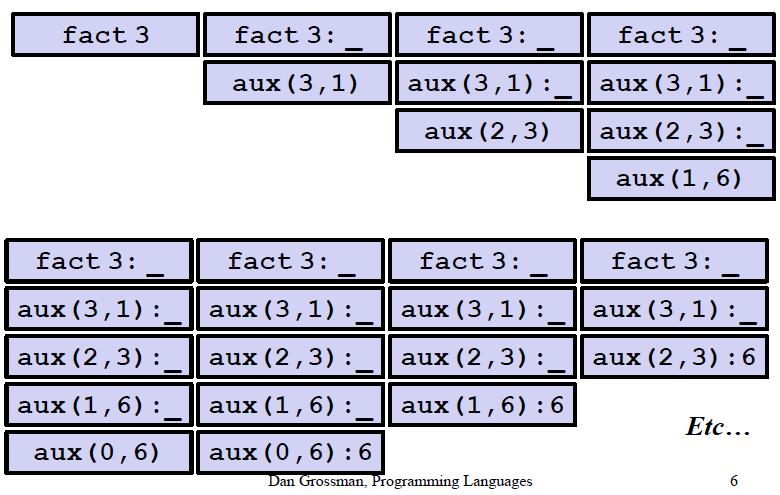 fact 3 fact 3:_ fact 3:_ fact 3:_
aux(3,1) aux(3,1):_ aux(3,1):_
aux(2,3) aux(2,3):_
aux(1,6)
fact 3:_ fact 3:_ fact 3:_ fact 3:_
aux(3,1):_ aux(3,1):_ aux(3,1):_ aux(3,1):_
aux(2,3):_ aux(2,3):_ aux(2,3):_ aux(2,3):6
aux(1,6):_ aux(1,6):_ aux(1,6):6
Etc…
aux(0,6) aux(0,6):6
Dan Grossman, Programming Languages 6